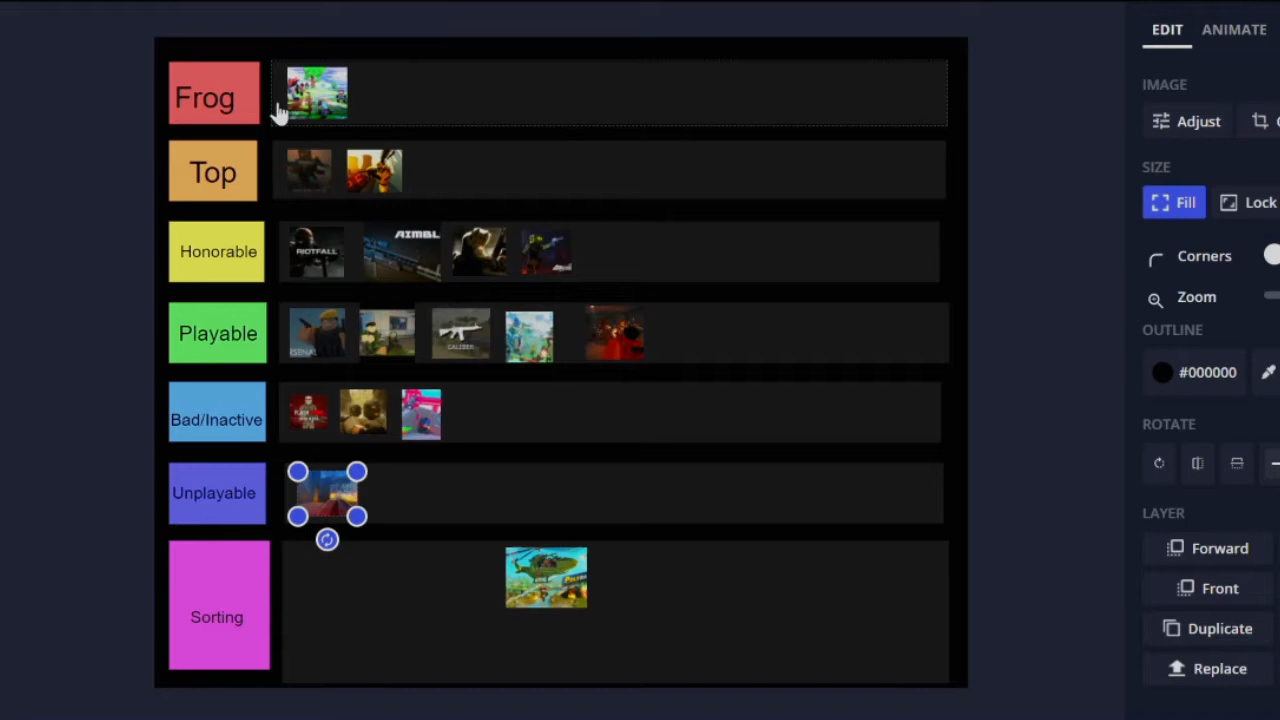 EDIT ANIMATE
Frog
IMAGE
Adjust
Top
SIZE
Fill
Lock
Honorable
RIOTFALL
AIMBL
Corners
Zoom
OUTLINE
Playable
CALIBER
#000000
Bad/Inactive
ROTATE
Unplayable
LAYER
Forward
Front
Sorting
Duplicate
Replace